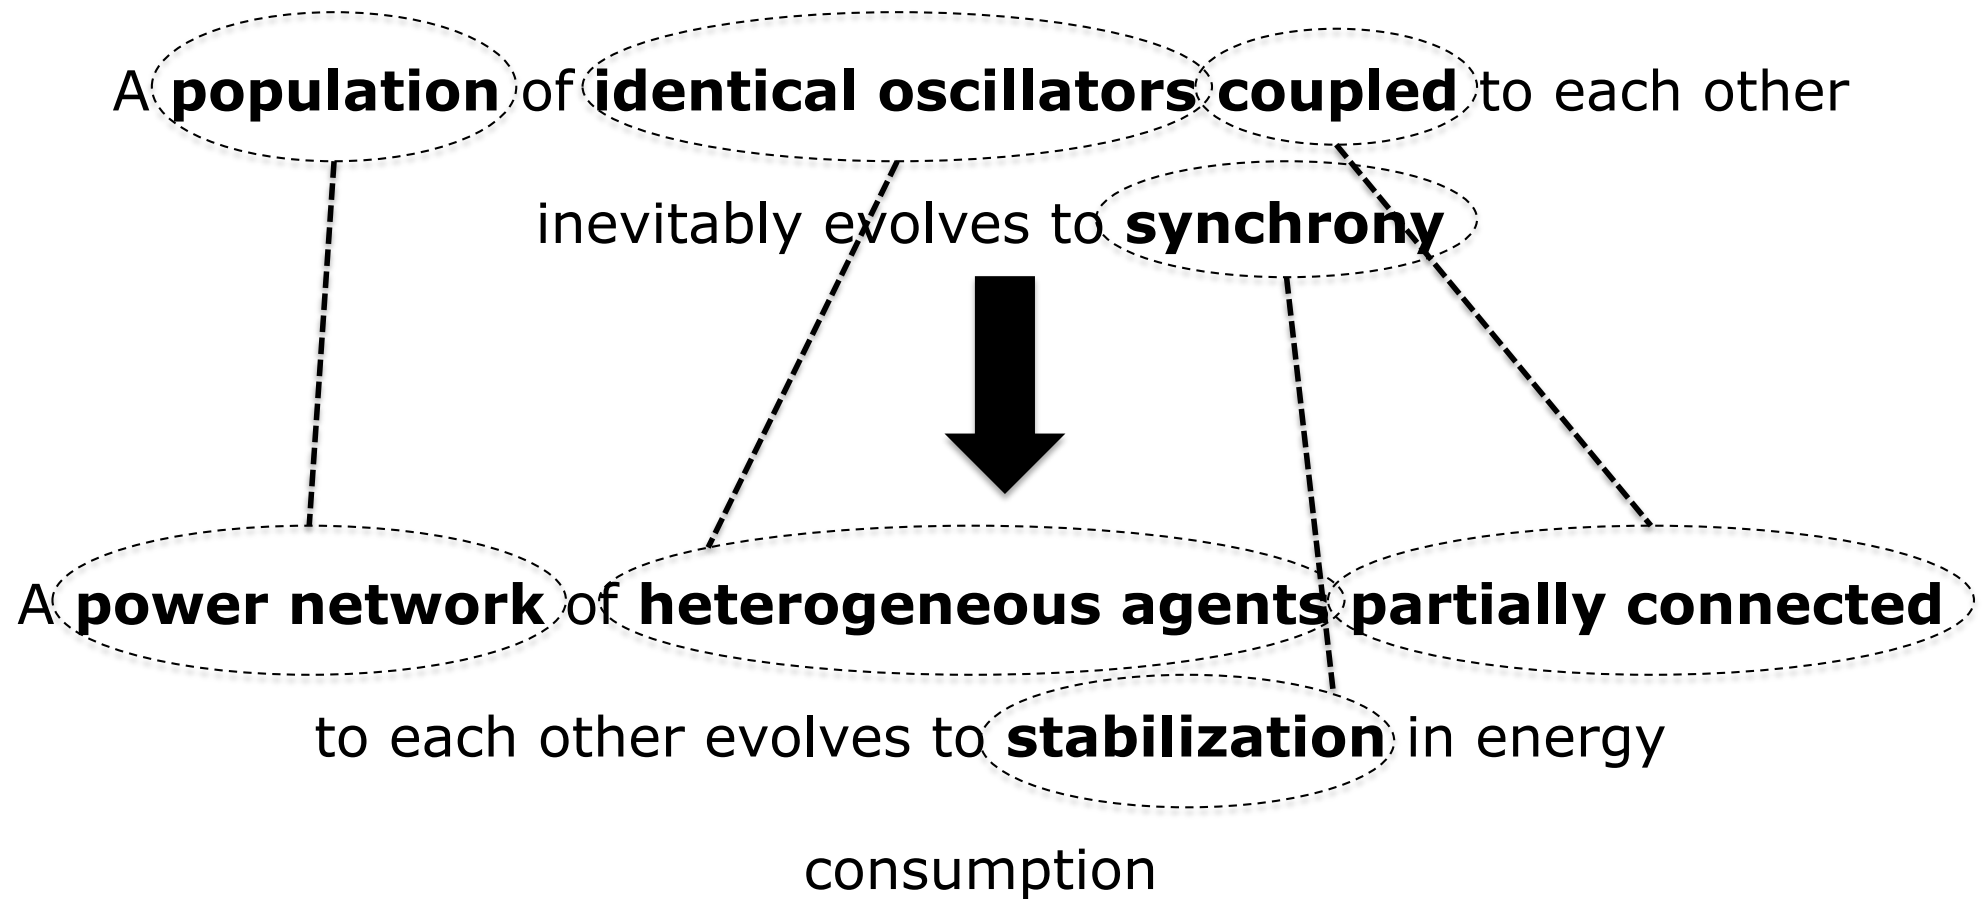 A population of identical oscillators coupled to each other
inevitably evolves to synchrony
A power network of heterogeneous agents partially connected
to each other evolves to stabilization in energy
consumption